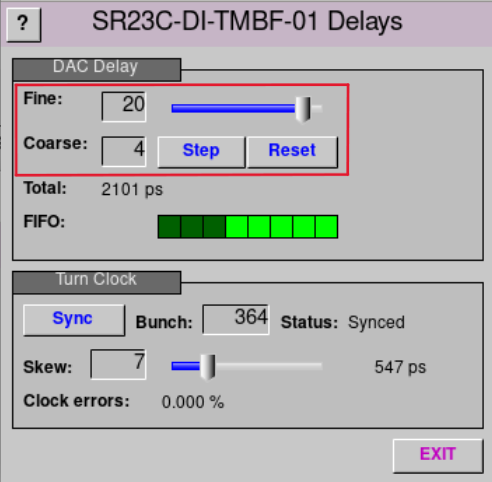 ? SR23C-DI-TMBF-01 Delays
DAC Delay
Fine: 20
Coarse: 4 Step Reset
Total: 2101 ps
FIFO:
Turn Clock
Sync Bunch: 364 Status: Synced
Skew: 7 547 ps
Clock errors: 0.000 %
EXIT